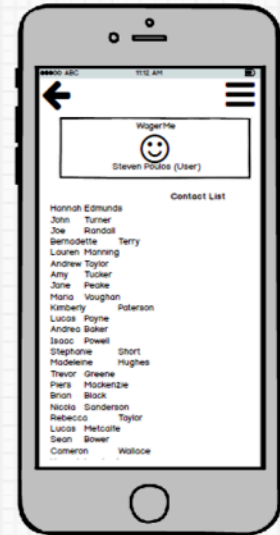 ABC 11:12 AM
WagerMe
Steven Poulos (User)
Contact List
Hannah Edmunds
John Turner
Joe Randall
Bernadette Terry
Lauren Manning
Andrew Taylor
Amy Tucker
Jane Peake
Maria Vaughan
Kimberly Paterson
Lucas Payne
Andrea Baker
Isaac Powell
Stephanie Short
Madeleine Hughes
Trevor Greene
Piers Mackenzie
Brian Black
Nicola Sanderson
Rebecca Taylor
Lucas Metcalfe
Sean Bower
Cameron Wallace